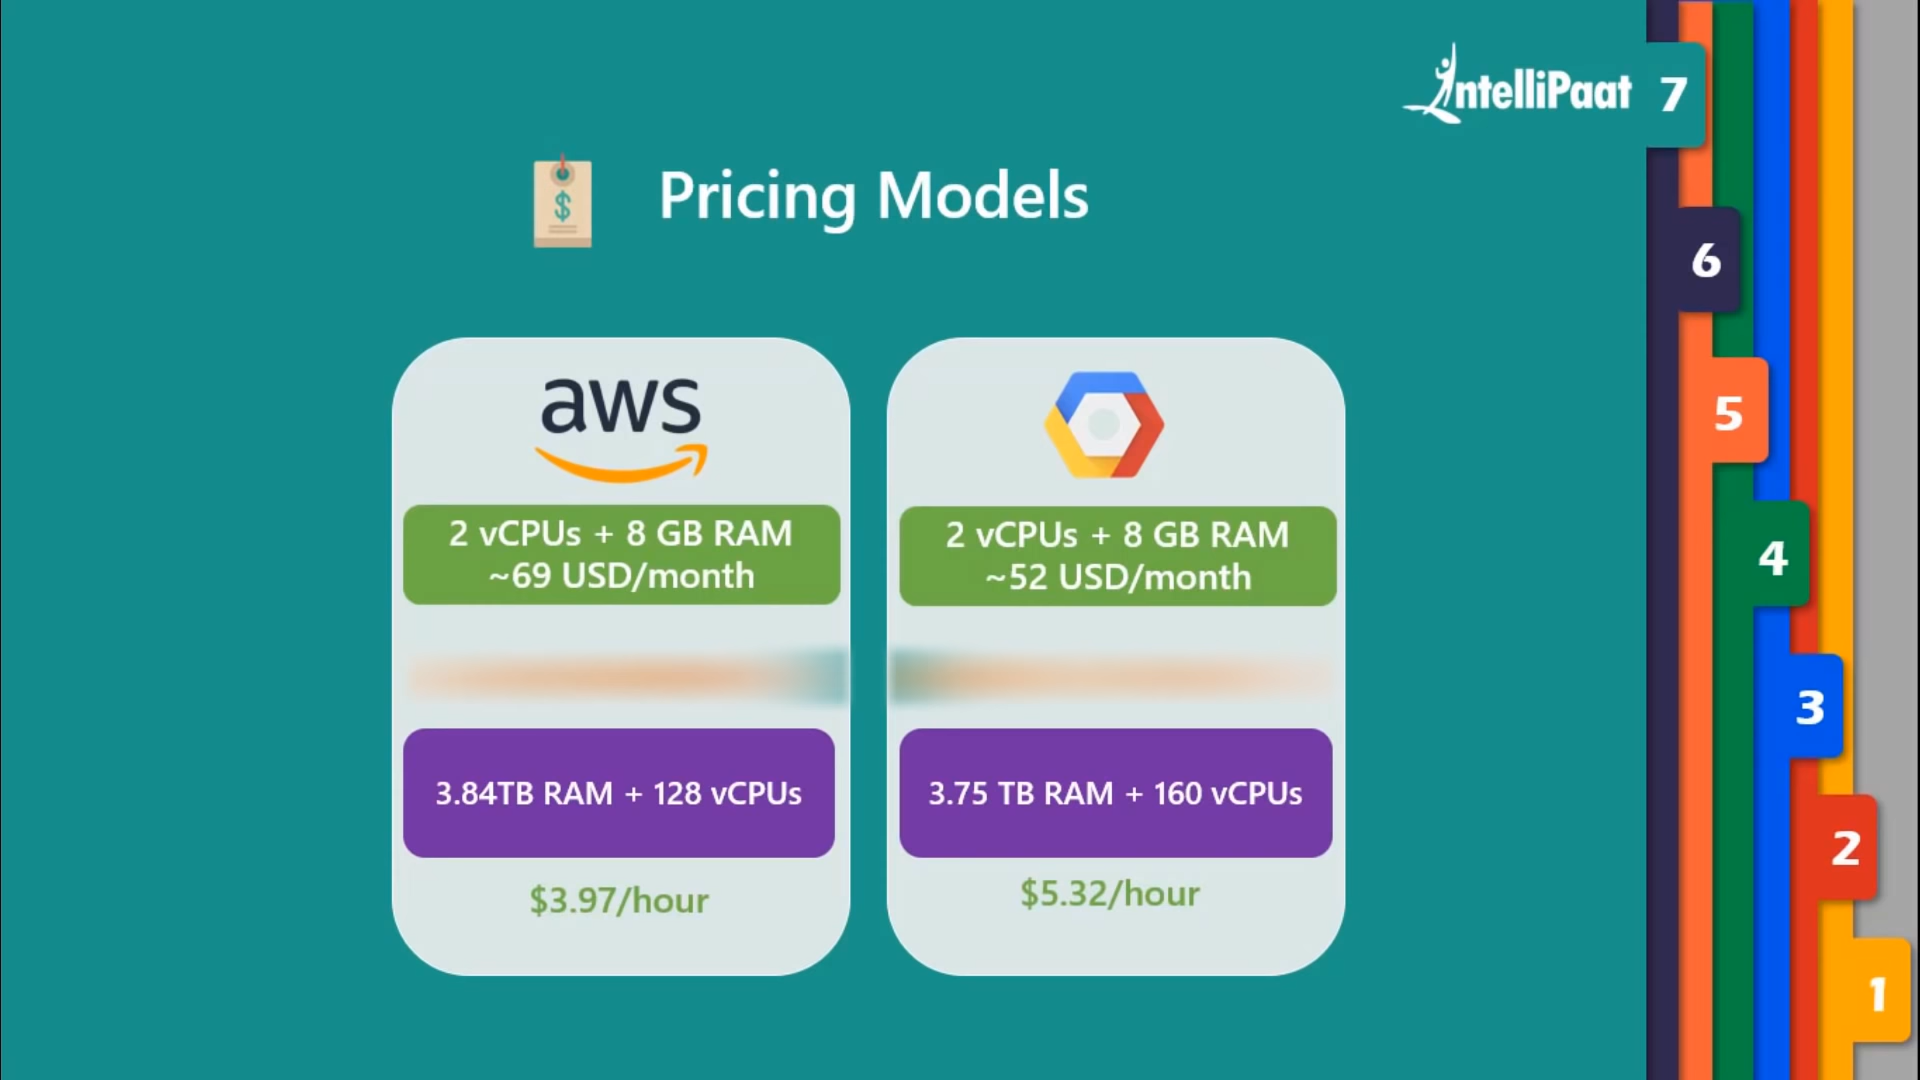 IntelliPaat
7
Pricing Models
$
6
aws
5
2 vCPUs + 8 GB RAM
~69 USD/month
2 vCPUs + 8 GB RAM
~52 USD/month
4
3
3.84TB RAM + 128 vCPUs
3.75 TB RAM + 160 vCPUs
2
$3.97/hour
$5.32/hour
1